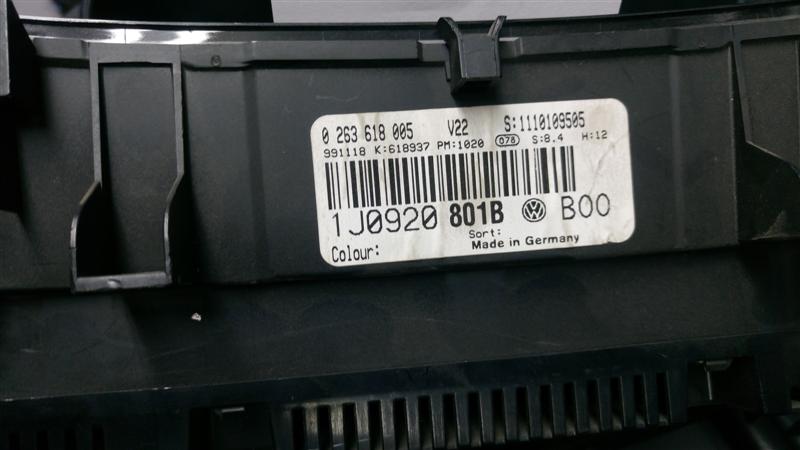 0 263 618 005 V22 S:1110109505
991118 K:618937 PM:1020 078 S:8.4 H:12
1J0920 801B VW B00
Sort:
Colour: Made in Germany